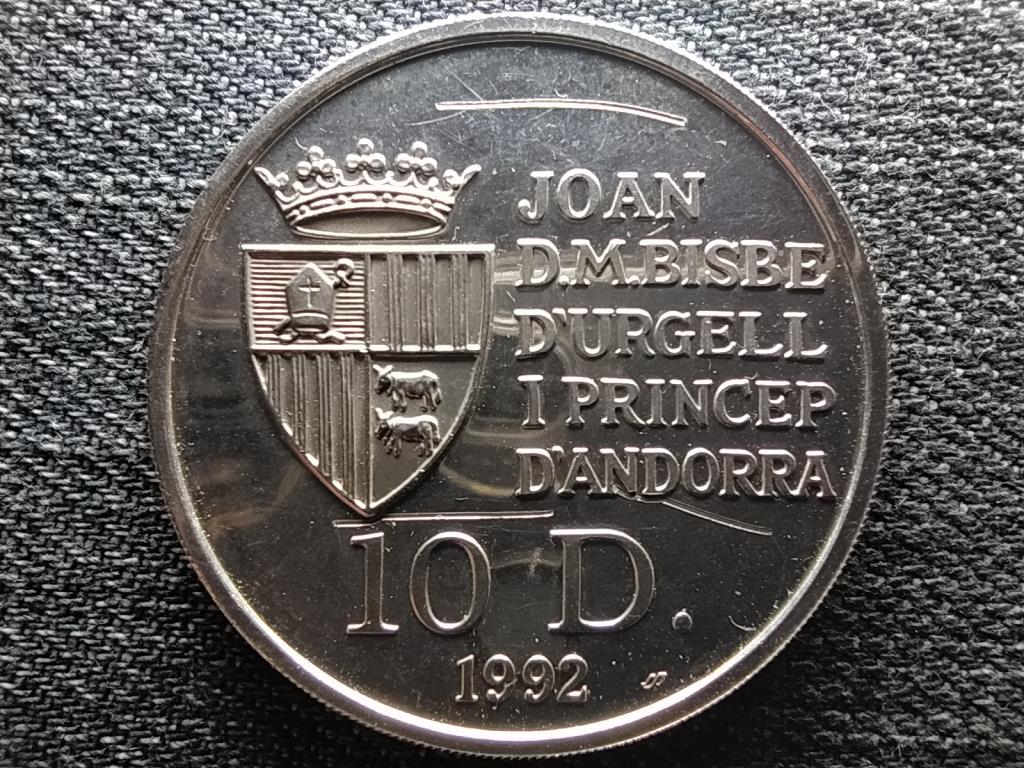 JOAN
D.M.BISBE
D'URGELL
I PRINCEP
D'ANDORRA
10 D.
1992